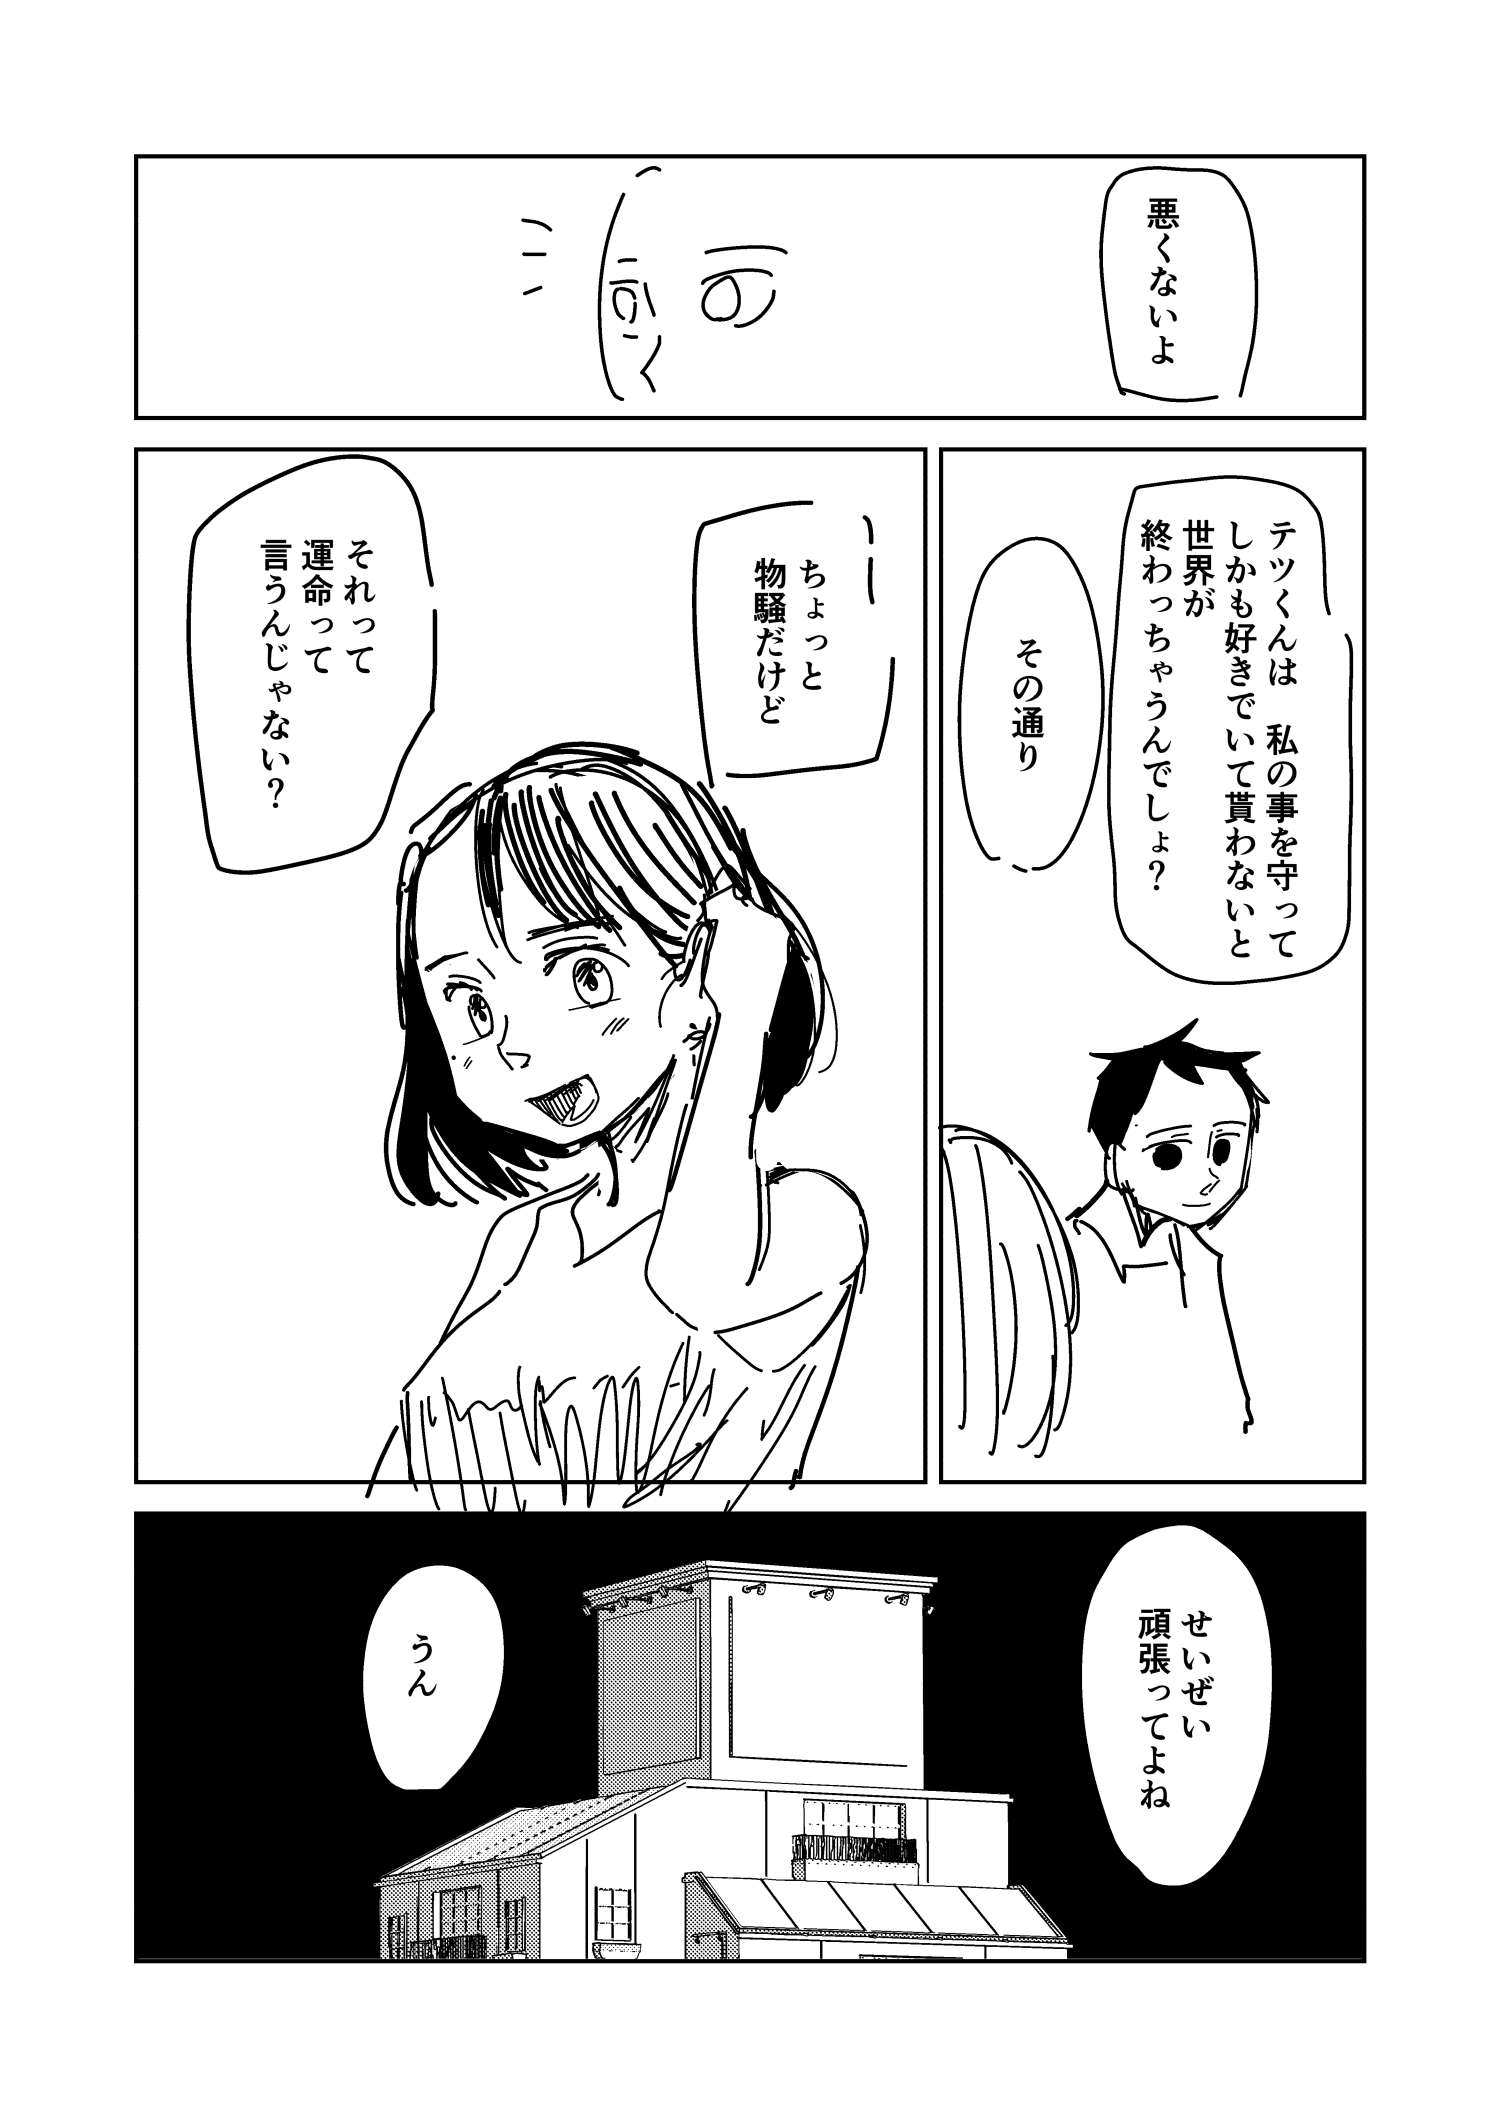 悪くないよ
テツくんは　私の事を守って
しかも好きでいて貰わないと
世界が
終わっちゃうんでしょ？
その通り
ちょっと
物騒だけど
それって
運命って
言うんじゃない？
せいぜい
頑張ってよね
うん